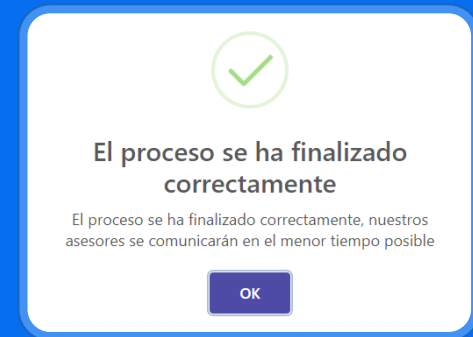 El proceso se ha finalizado
correctamente
El proceso se ha finalizado correctamente, nuestros
asesores se comunicarán en el menor tiempo posible
OK